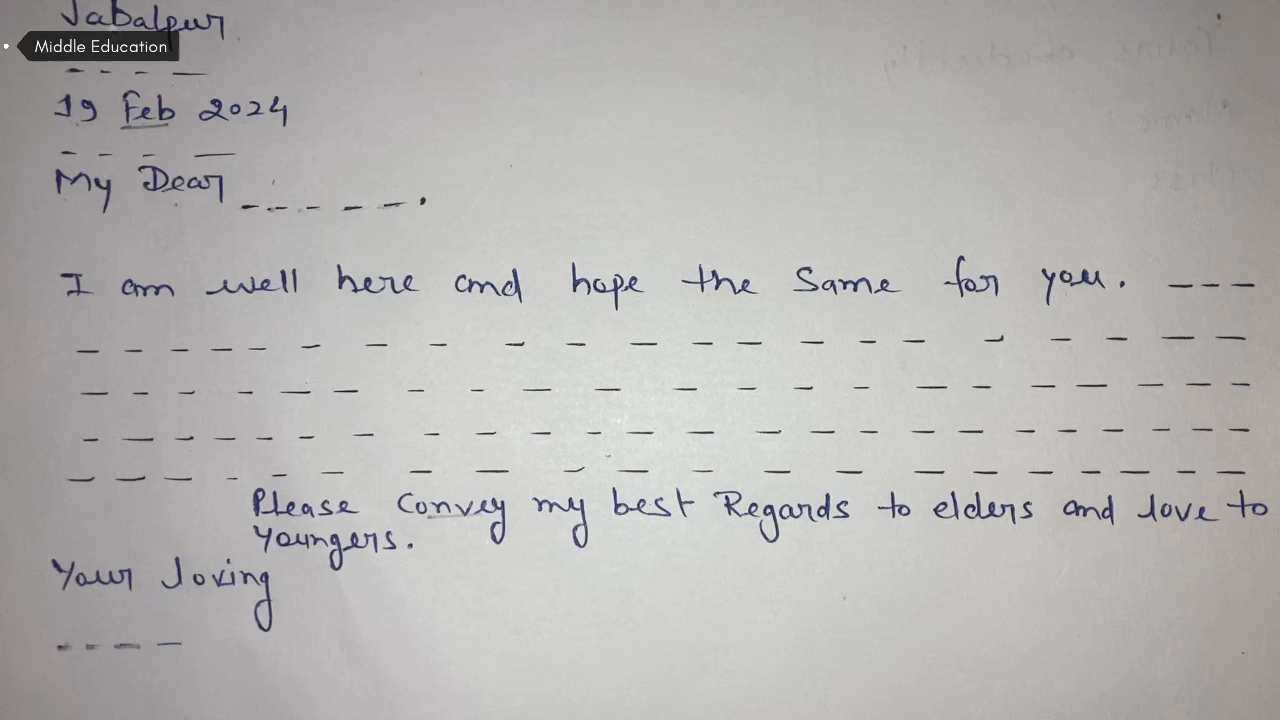 Jabalpur
Middle Education
- - - -
19 Feb 2024
- - - -
My Dear _ _ _ _ _ .
I am well here and hope the Same for you. - - -
- - - - - - - - - - - - - - - - - - - - - -
- - - - - - - - - - - - - - - - - - - - -
- - - - - - - - - - - - - - - - - - - - - -
- - - - - - - - - - - - - - - - - - - -
Please Convey my best Regards to elders and love to
Youngers.
Your loving
- - - -